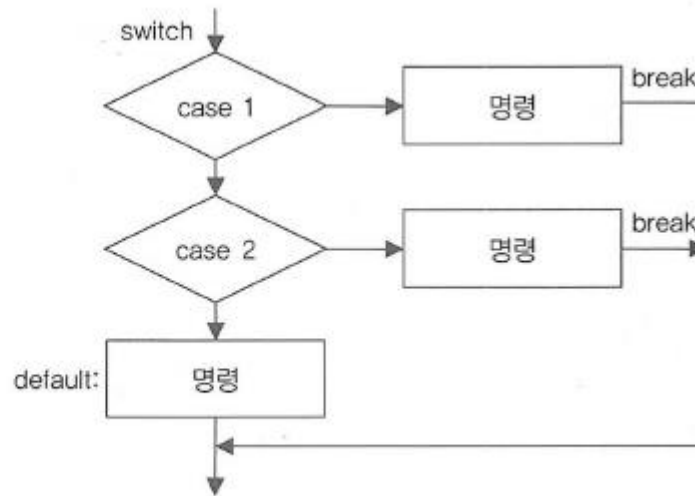 switch
case 1
명령
break
case 2
명령
break
default:
명령